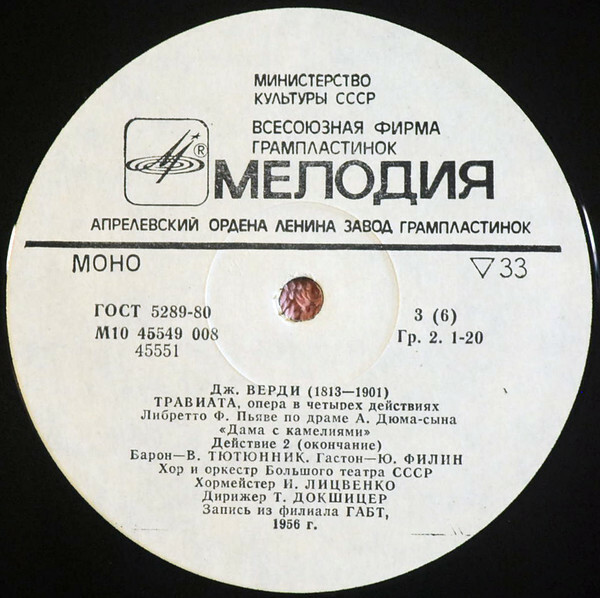 МИНИСТЕРСТВО
КУЛЬТУРЫ СССР
ВСЕСОЮЗНАЯ ФИРМА
ГРАМПЛАСТИНОК
® МЕЛОДИЯ
АПРЕЛЕВСКИЙ ОРДЕНА ЛЕНИНА ЗАВОД ГРАМПЛАСТИНОК
МОНО ▽33
ГОСТ 5289-80 3 (6)
М10 45549 008 Гр. 2. 1-20
45551
Дж. ВЕРДИ (1813—1901)
ТРАВИАТА, опера в четырех действиях
Либретто Ф. Пьяве по драме А. Дюма-сына
«Дама с камелиями»
Действие 2 (окончание)
Барон—В. ТЮТЮННИК. Гастон—Ю. ФИЛИН
Хор и оркестр Большого театра СССР
Хормейстер И. ЛИЦВЕНКО
Дирижер Т. ДОКШИЦЕР
Запись из филиала ГАБТ,
1956 г.